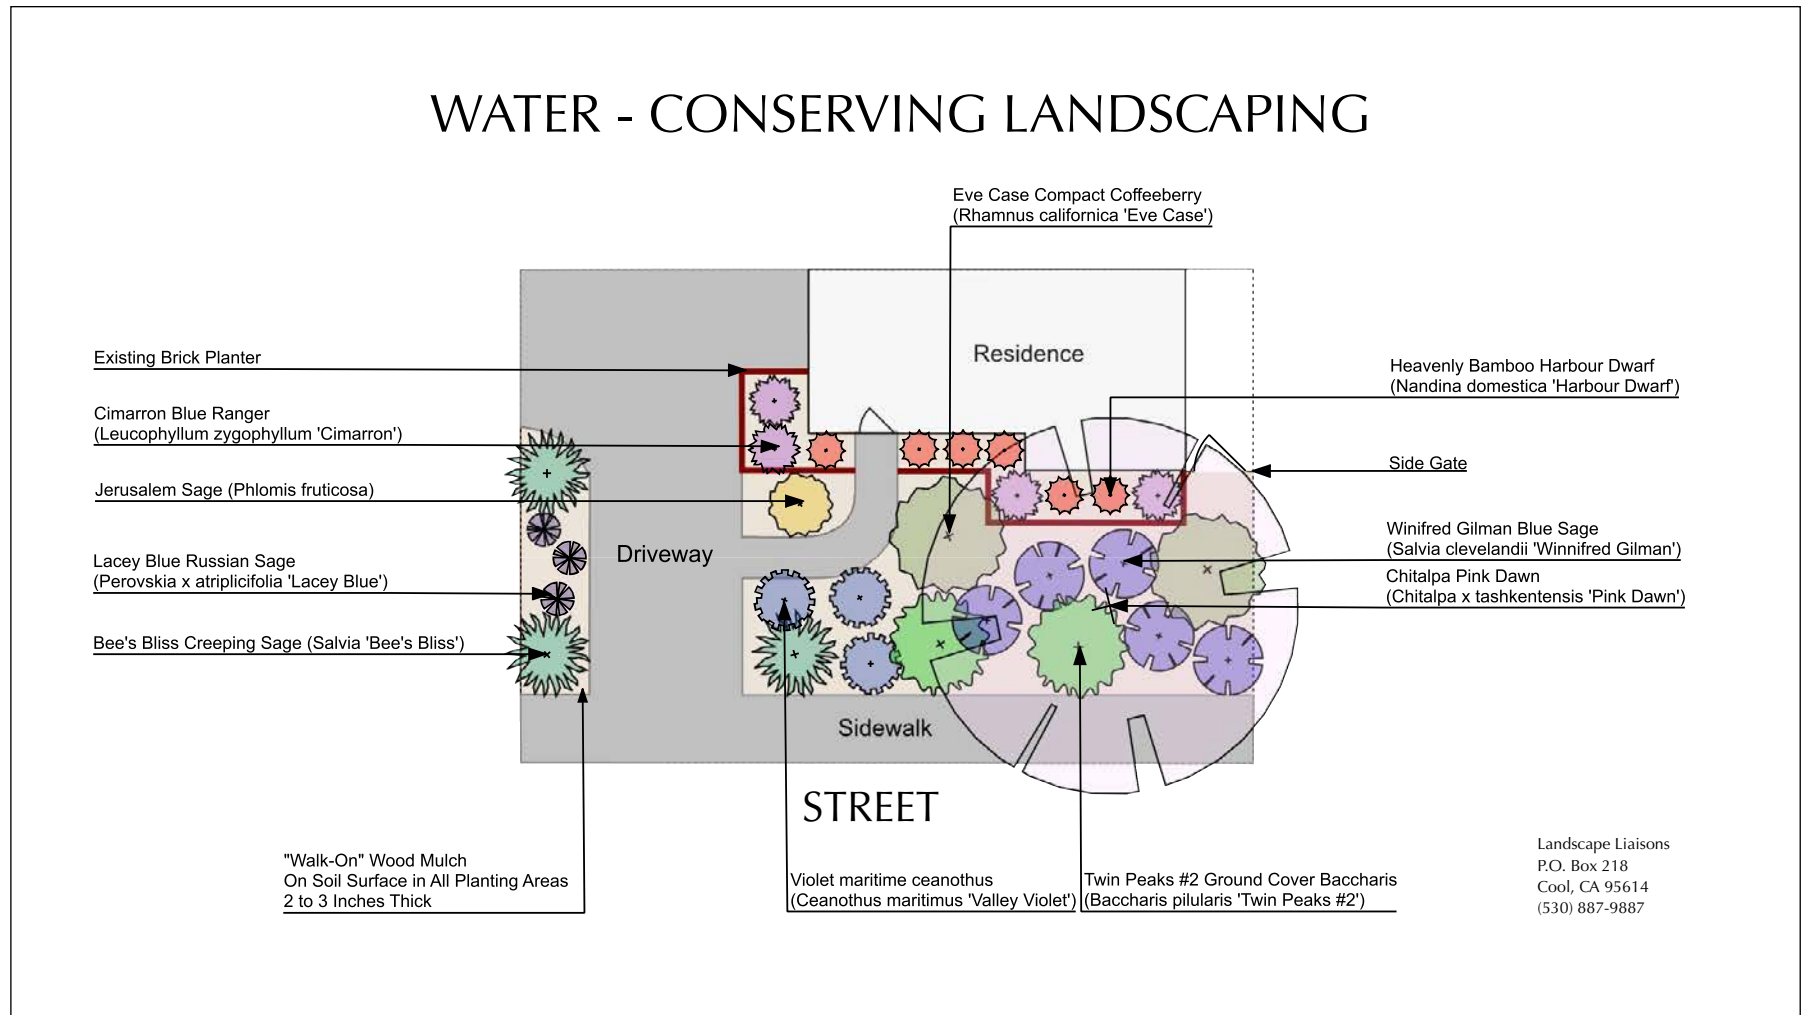 WATER - CONSERVING LANDSCAPING
Eve Case Compact Coffeeberry
(Rhamnus californica 'Eve Case')
Residence
Existing Brick Planter
Heavenly Bamboo Harbour Dwarf
(Nandina domestica 'Harbour Dwarf')
Cimarron Blue Ranger
(Leucophyllum zygophyllum 'Cimarron')
Side Gate
Jerusalem Sage (Phlomis fruticosa)
Winifred Gilman Blue Sage
(Salvia clevelandii 'Winnifred Gilman')
Driveway
Lacey Blue Russian Sage
(Perovskia x atriplicifolia 'Lacey Blue')
Chitalpa Pink Dawn
(Chitalpa x tashkentensis 'Pink Dawn')
Bee's Bliss Creeping Sage (Salvia 'Bee's Bliss')
Sidewalk
STREET
"Walk-On" Wood Mulch
On Soil Surface in All Planting Areas
2 to 3 Inches Thick
Violet maritime ceanothus
(Ceanothus maritimus 'Valley Violet')
Twin Peaks #2 Ground Cover Baccharis
(Baccharis pilularis 'Twin Peaks #2')
Landscape Liaisons
P.O. Box 218
Cool, CA 95614
(530) 887-9887